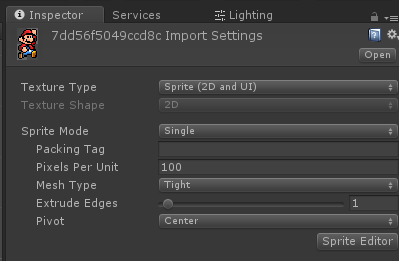 Inspector Services Lighting
7dd56f5049ccd8c Import Settings
Open
Texture Type Sprite (2D and UI)
Texture Shape 2D
Sprite Mode Single
Packing Tag
Pixels Per Unit 100
Mesh Type Tight
Extrude Edges 1
Pivot Center
Sprite Editor